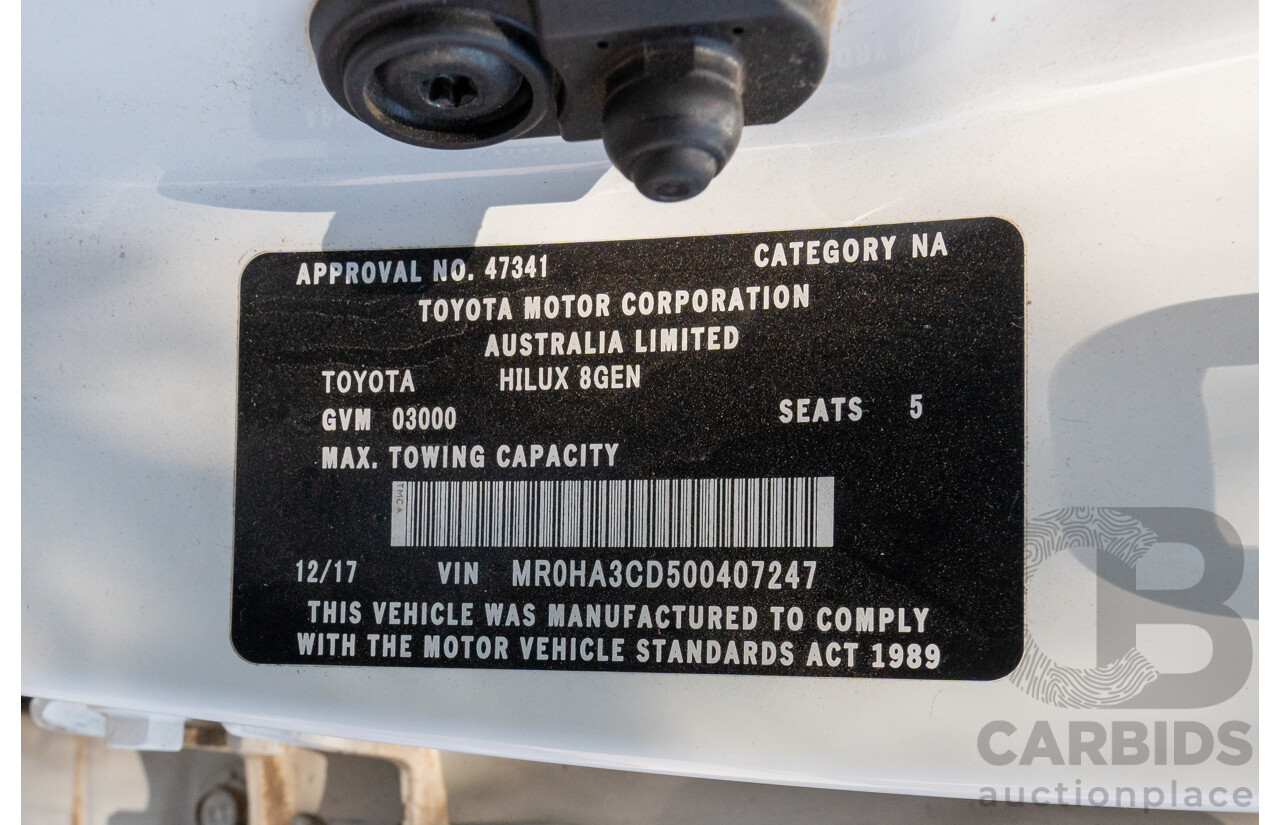 APPROVAL NO. 47341 CATEGORY NA
TOYOTA MOTOR CORPORATION
AUSTRALIA LIMITED
TOYOTA HILUX 8GEN
GVM 03000 SEATS 5
MAX. TOWING CAPACITY
TMCA
12/17 VIN MR0HA3CD500407247
THIS VEHICLE WAS MANUFACTURED TO COMPLY
WITH THE MOTOR VEHICLE STANDARDS ACT 1989
CB
CARBIDS
auctionplace